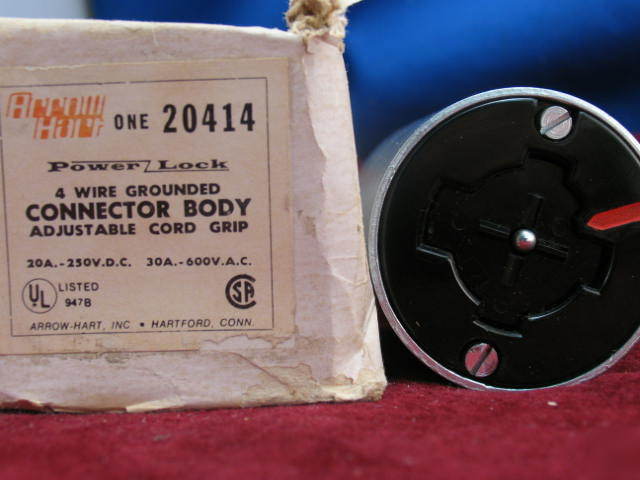 Arrow
Hart
ONE 20414
Power Lock
4 WIRE GROUNDED
CONNECTOR BODY
ADJUSTABLE CORD GRIP
20A.-250V.D.C. 30A.-600V.A.C.
UL LISTED
947B
SA
ARROW-HART, INC • HARTFORD, CONN.